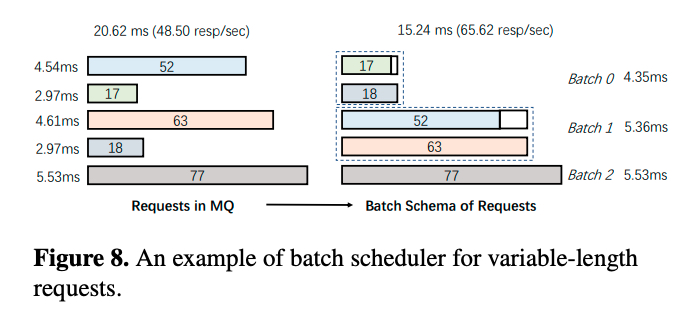 20.62 ms (48.50 resp/sec) 15.24 ms (65.62 resp/sec)
4.54ms 52 17 Batch 0 4.35ms
2.97ms 17 18
4.61ms 63 52 Batch 1 5.36ms
2.97ms 18 63
5.53ms 77 77 Batch 2 5.53ms
Requests in MQ Batch Schema of Requests
Figure 8. An example of batch scheduler for variable-length
requests.